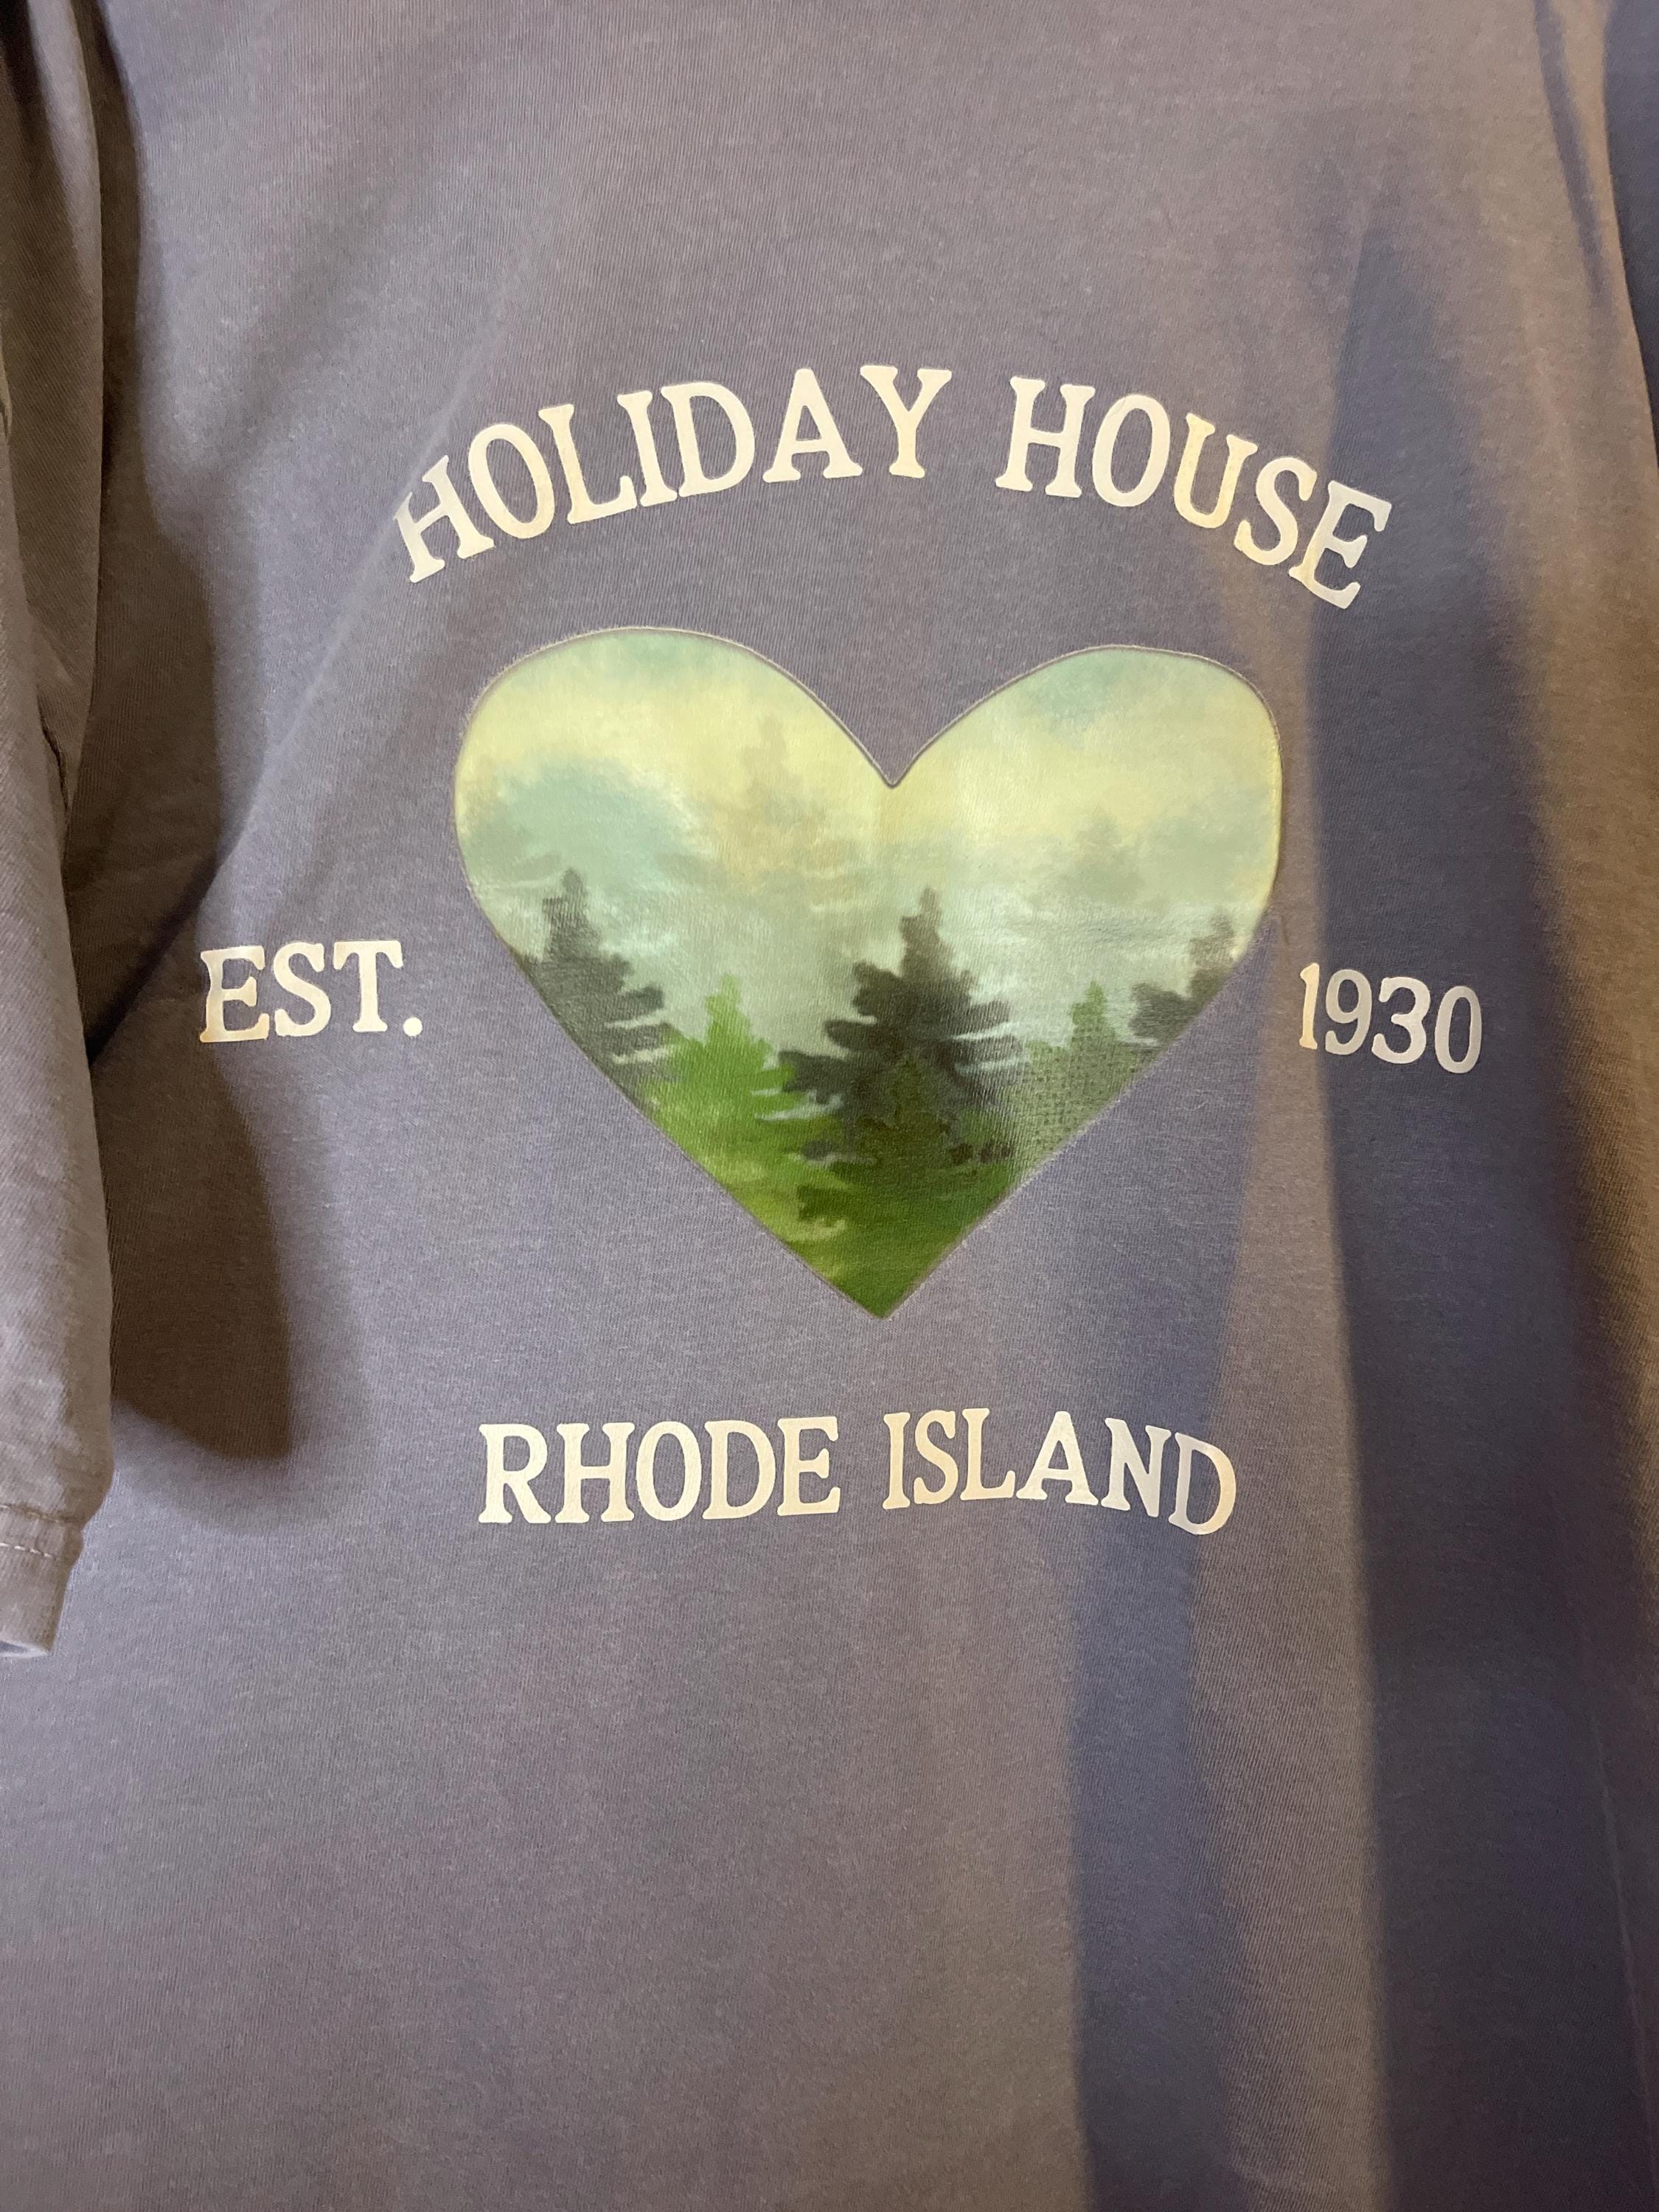 HOLIDAY HOUSE
EST. 1930
RHODE ISLAND